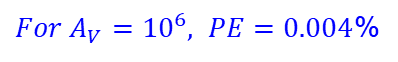 For A_V = 10^6, PE = 0.004%